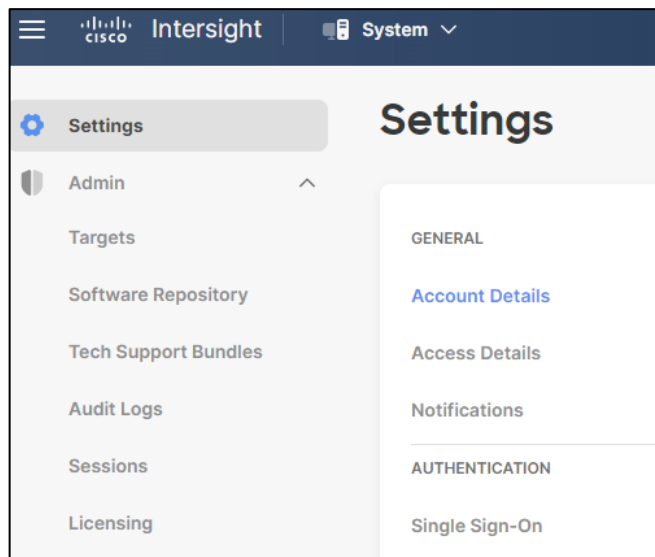 CISCO Intersight System
Settings
Admin
Targets
Software Repository
Tech Support Bundles
Audit Logs
Sessions
Licensing
Settings
GENERAL
Account Details
Access Details
Notifications
AUTHENTICATION
Single Sign-On